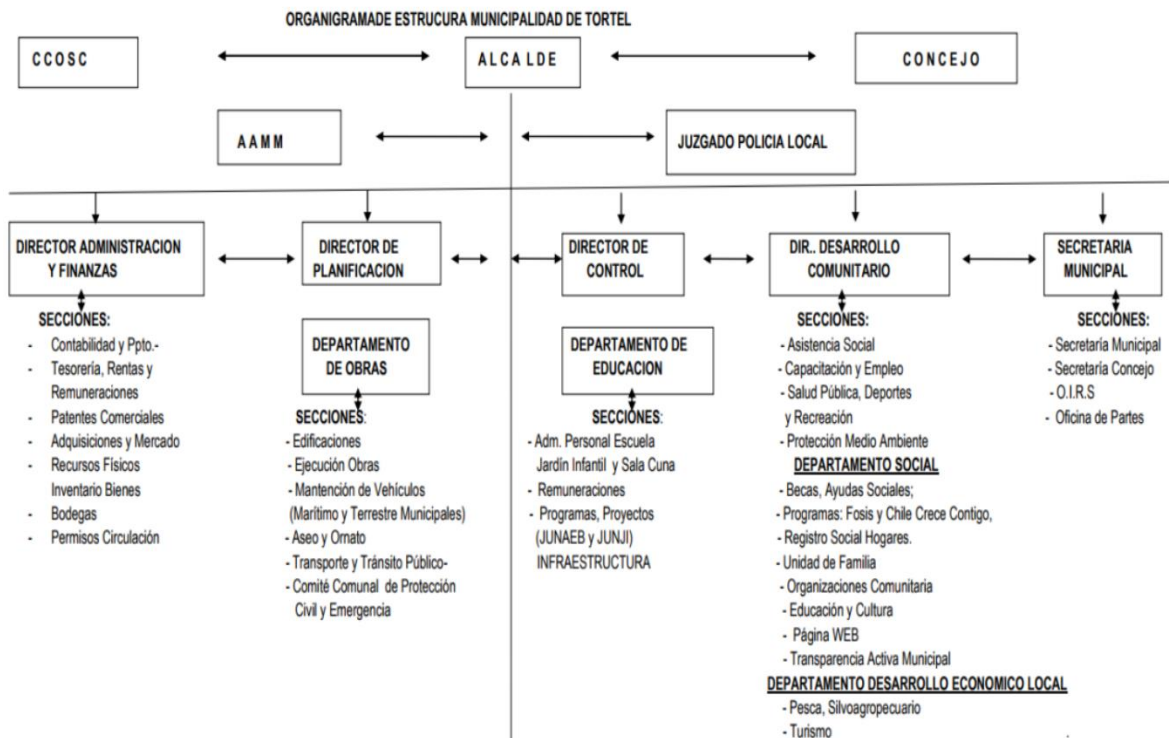 ORGANIGRAMADE ESTRUCURA MUNICIPALIDAD DE TORTEL
C C O S C
A L C A L D E
C O N C E J O
A A M M
JUZGADO POLICIA LOCAL
DIRECTOR ADMINISTRACION
Y FINANZAS
SECCIONES:
- Contabilidad y Ppto.-
- Tesorería, Rentas y
Remuneraciones
- Patentes Comerciales
- Adquisiciones y Mercado
- Recursos Físicos
Inventario Bienes
- Bodegas
- Permisos Circulación
DIRECTOR DE
PLANIFICACION
DEPARTAMENTO
DE OBRAS
SECCIONES:
- Edificaciones
- Ejecución Obras
- Mantención de Vehículos
(Marítimo y Terrestre Municipales)
- Aseo y Ornato
- Transporte y Tránsito Público-
- Comité Comunal de Protección
Civil y Emergencia
DIRECTOR DE
CONTROL
DEPARTAMENTO DE
EDUCACION
SECCIONES:
- Adm. Personal Escuela
Jardín Infantil y Sala Cuna
- Remuneraciones
- Programas, Proyectos
(JUNAEB y JUNJI)
INFRAESTRUCTURA
DIR.. DESARROLLO
COMUNITARIO
SECCIONES:
- Asistencia Social
- Capacitación y Empleo
- Salud Pública, Deportes
y Recreación
- Protección Medio Ambiente
DEPARTAMENTO SOCIAL
- Becas, Ayudas Sociales;
- Programas: Fosis y Chile Crece Contigo,
- Registro Social Hogares.
- Unidad de Familia
- Organizaciones Comunitaria
- Educación y Cultura
- Página WEB
- Transparencia Activa Municipal
DEPARTAMENTO DESARROLLO ECONOMICO LOCAL
- Pesca, Silvoagropecuario
- Turismo
SECRETARIA
MUNICIPAL
SECCIONES:
- Secretaría Municipal
- Secretaría Concejo
- O.I.R.S
- Oficina de Partes